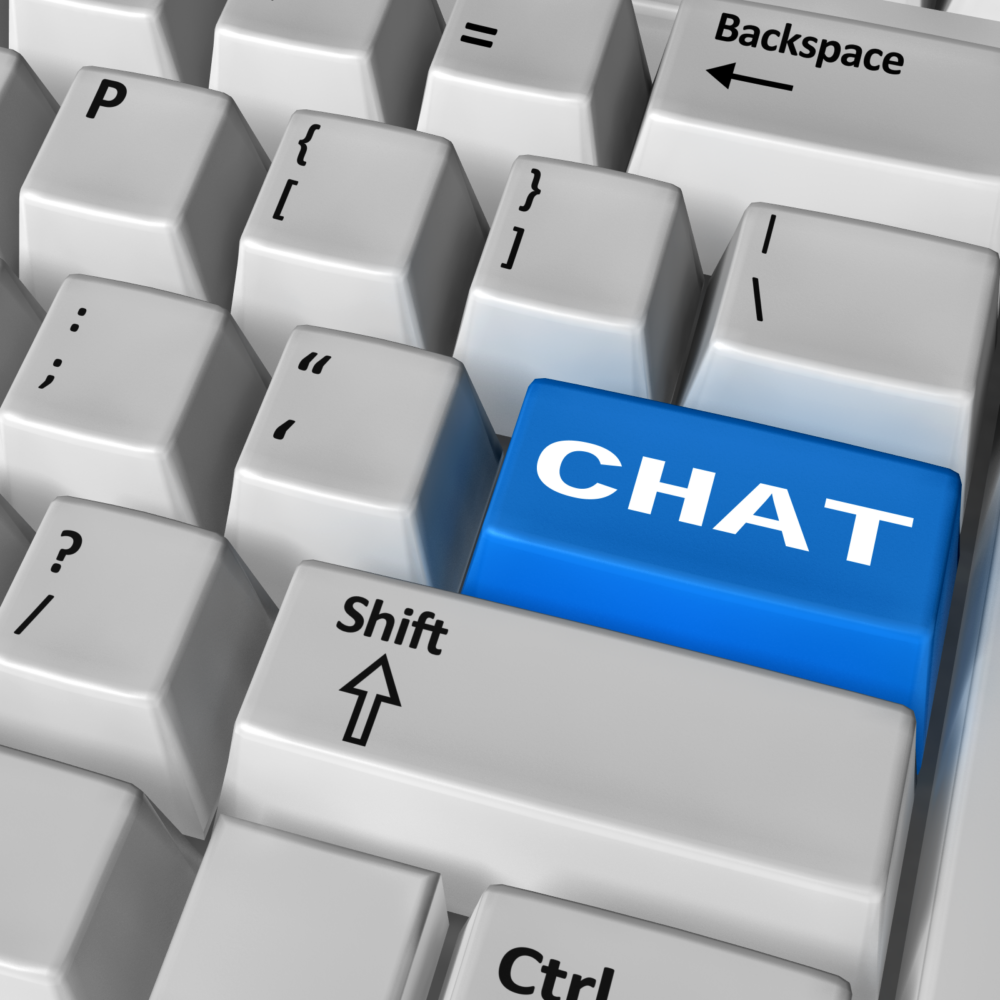 =
Backspace
P
{
[
}
]
|
\
:
;
“
‘
CHAT
?
/
Shift
Ctrl